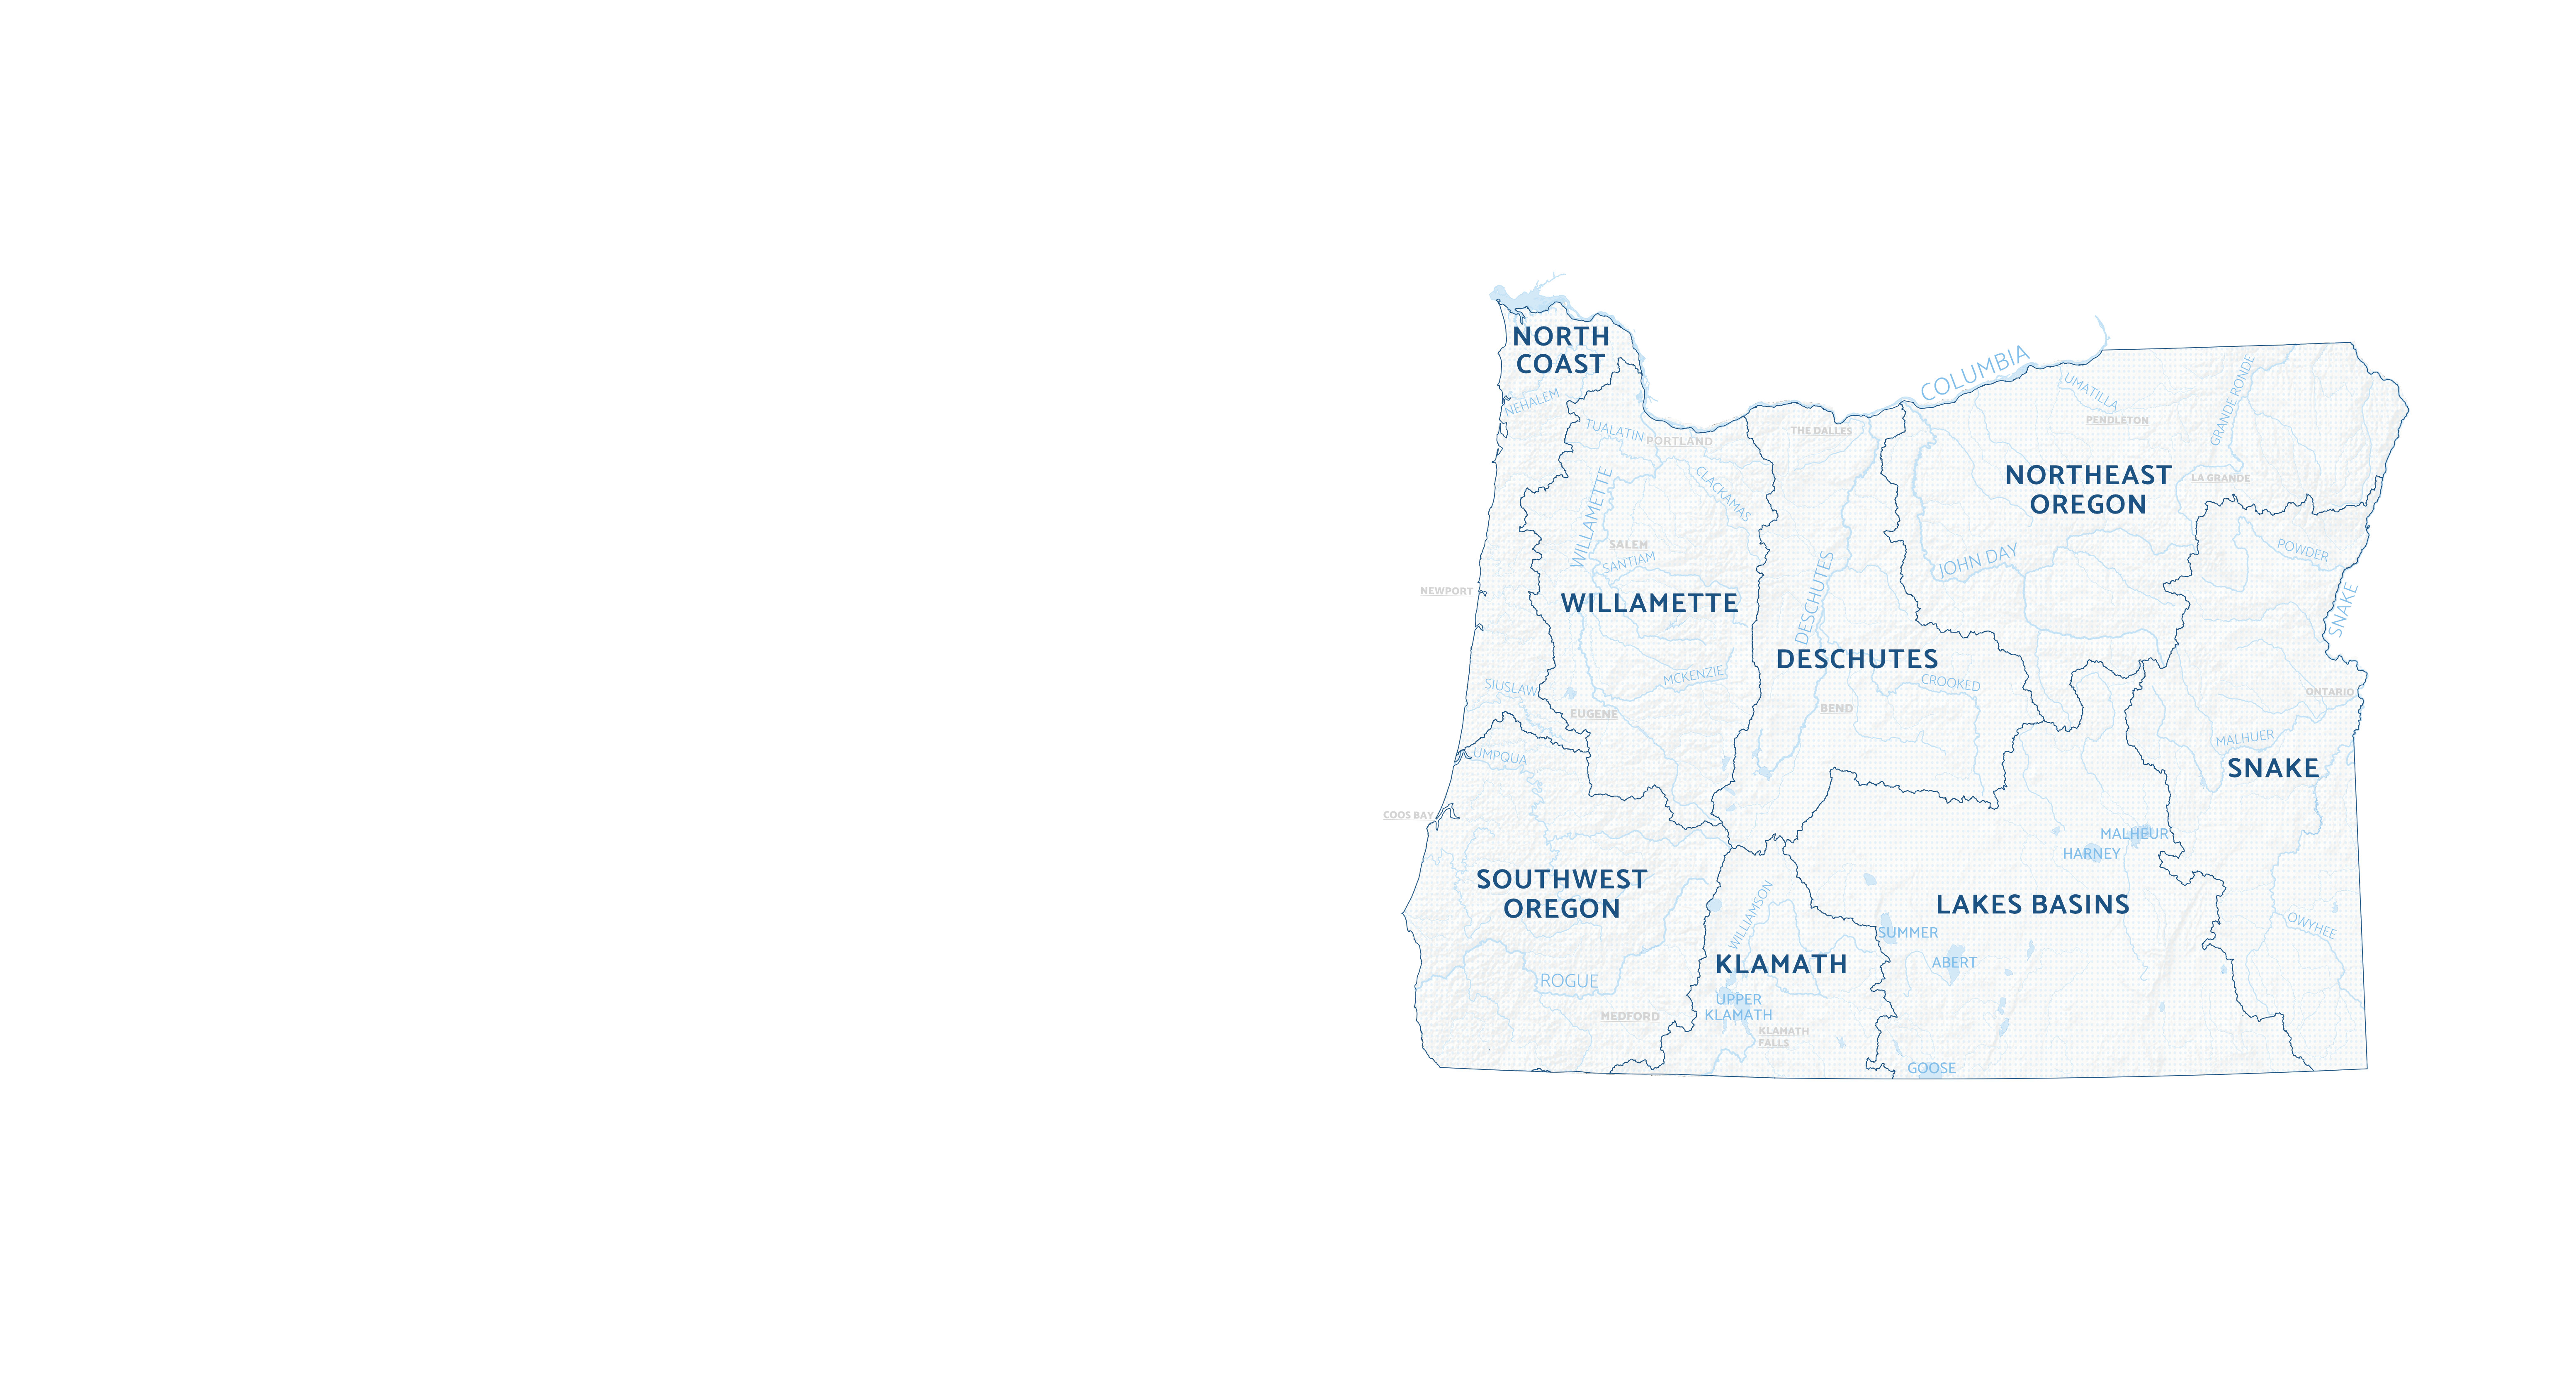 NORTH
COAST
COLUMBIA
NEHALEM
UMATILLA
GRANDE RONDE
TUALATIN
PORTLAND
THE DALLES
PENDLETON
WILLAMETTE
CLACKAMAS
NORTHEAST
OREGON
LA GRANDE
SALEM
SANTIAM
JOHN DAY
POWDER
NEWPORT
WILLAMETTE
DESCHUTES
SNAKE
DESCHUTES
SIUSLAW
MCKENZIE
CROOKED
ONTARIO
EUGENE
BEND
UMPQUA
MALHUER
SNAKE
COOS BAY
MALHEUR
HARNEY
SOUTHWEST
OREGON
WILLIAMSON
LAKES BASINS
SUMMER
OWYHEE
KLAMATH
ABERT
ROGUE
UPPER
KLAMATH
MEDFORD
KLAMATH
FALLS
GOOSE